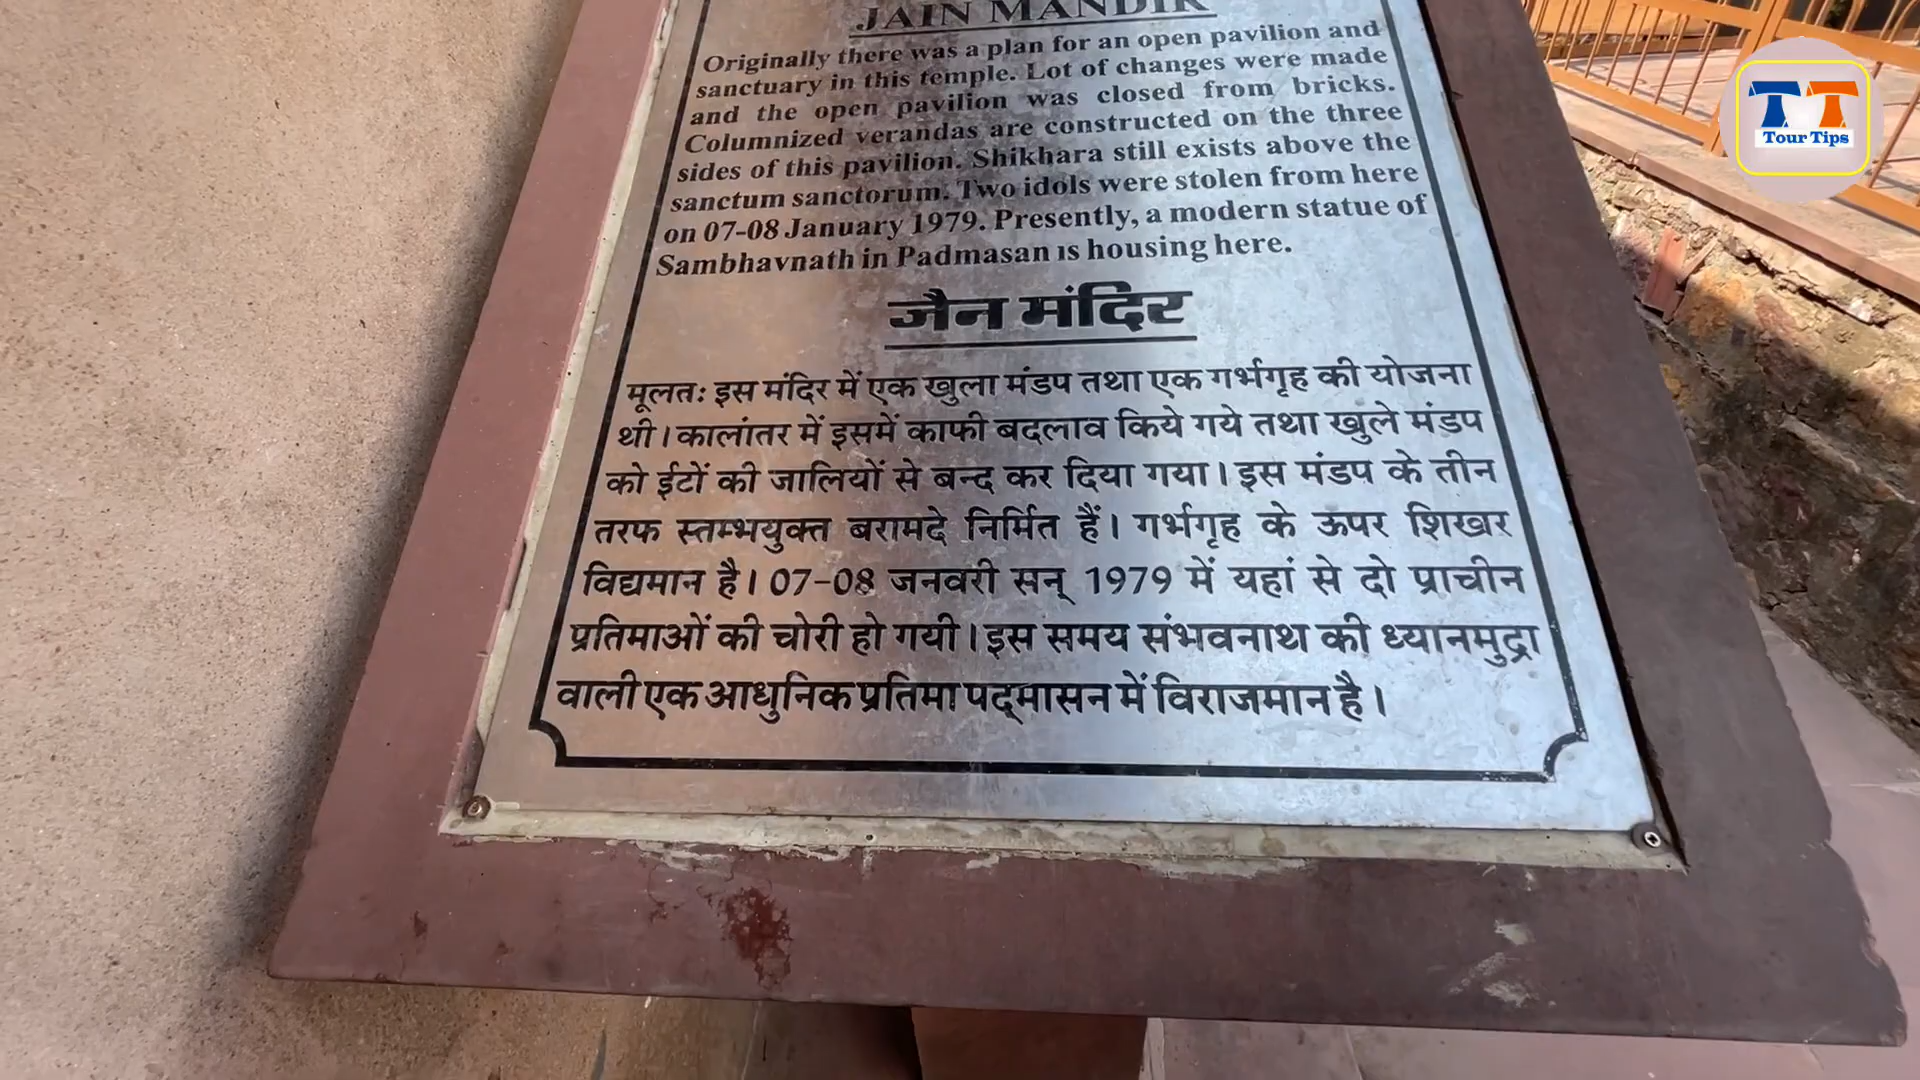 JAIN MANDIR
Originally there was a plan for an open pavilion and
sanctuary in this temple. Lot of changes were made
and the open pavilion was closed from bricks.
Columnized verandas are constructed on the three
sides of this pavilion. Shikhara still exists above the
sanctum sanctorum. Two idols were stolen from here
on 07-08 January 1979. Presently, a modern statue of
Sambhavnath in Padmasan is housing here.
जैन मंदिर
मूलतः इस मंदिर में एक खुला मंडप तथा एक गर्भगृह की योजना
थी। कालांतर में इसमें काफी बदलाव किये गये तथा खुले मंडप
को ईटों की जालियों से बन्द कर दिया गया। इस मंडप के तीन
तरफ स्तम्भयुक्त बरामदे निर्मित हैं। गर्भगृह के ऊपर शिखर
विद्यमान है। 07-08 जनवरी सन् 1979 में यहां से दो प्राचीन
प्रतिमाओं की चोरी हो गयी। इस समय संभवनाथ की ध्यानमुद्रा
वाली एक आधुनिक प्रतिमा पद्मासन में विराजमान है।
TT
Tour Tips